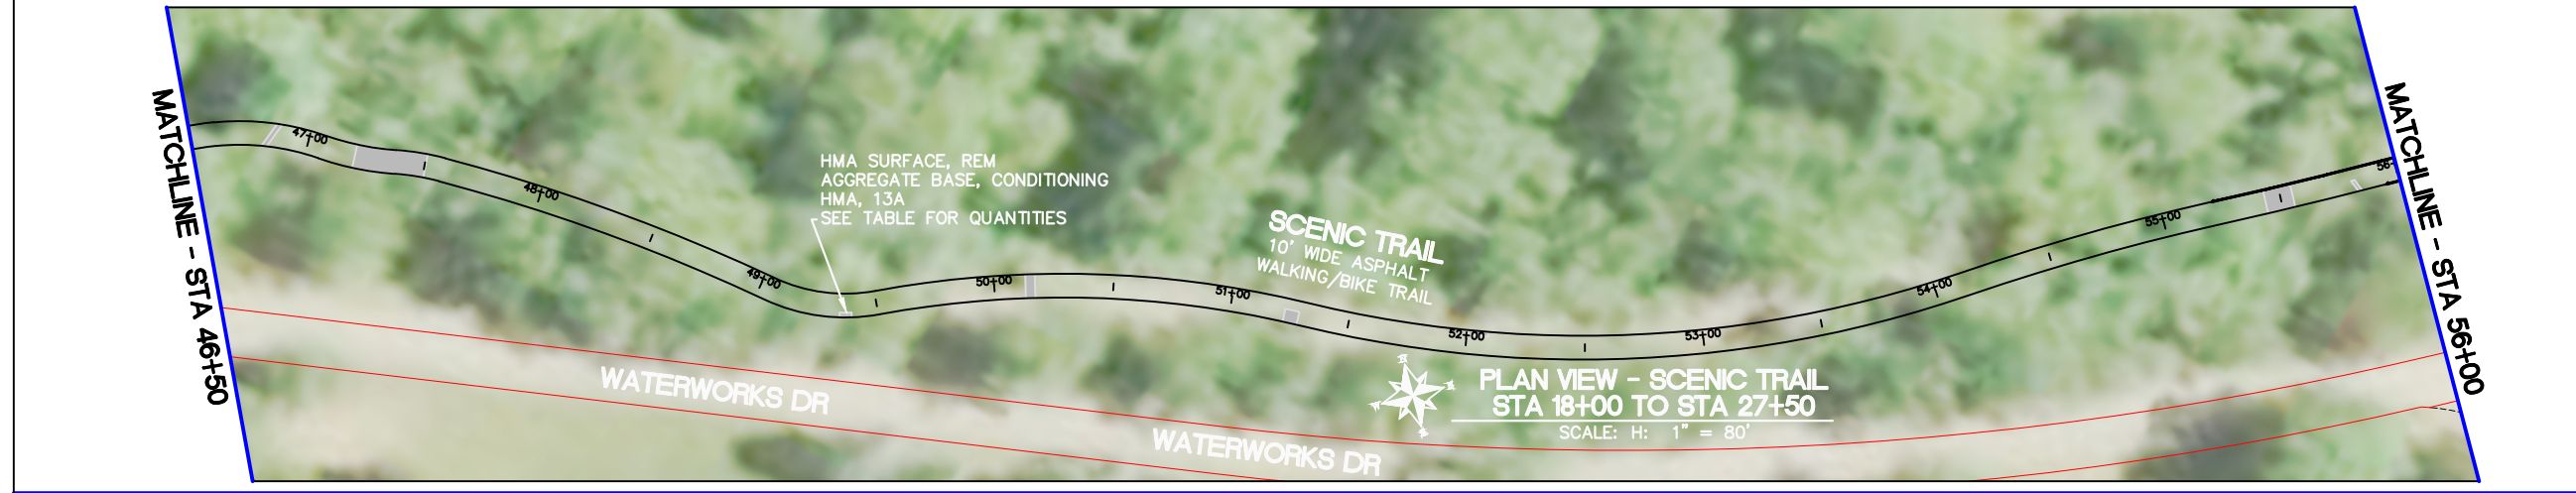 MATCHLINE - STA 46+50
47+00
48+00
49+00
HMA SURFACE, REM
AGGREGATE BASE, CONDITIONING
HMA, 13A
SEE TABLE FOR QUANTITIES
50+00
51+00
SCENIC TRAIL
10' WIDE ASPHALT
WALKING/BIKE TRAIL
52+00
53+00
54+00
55+00
56
MATCHLINE - STA 56+00
WATERWORKS DR
WATERWORKS DR
PLAN VIEW - SCENIC TRAIL
STA 18+00 TO STA 27+50
SCALE: H: 1" = 80'